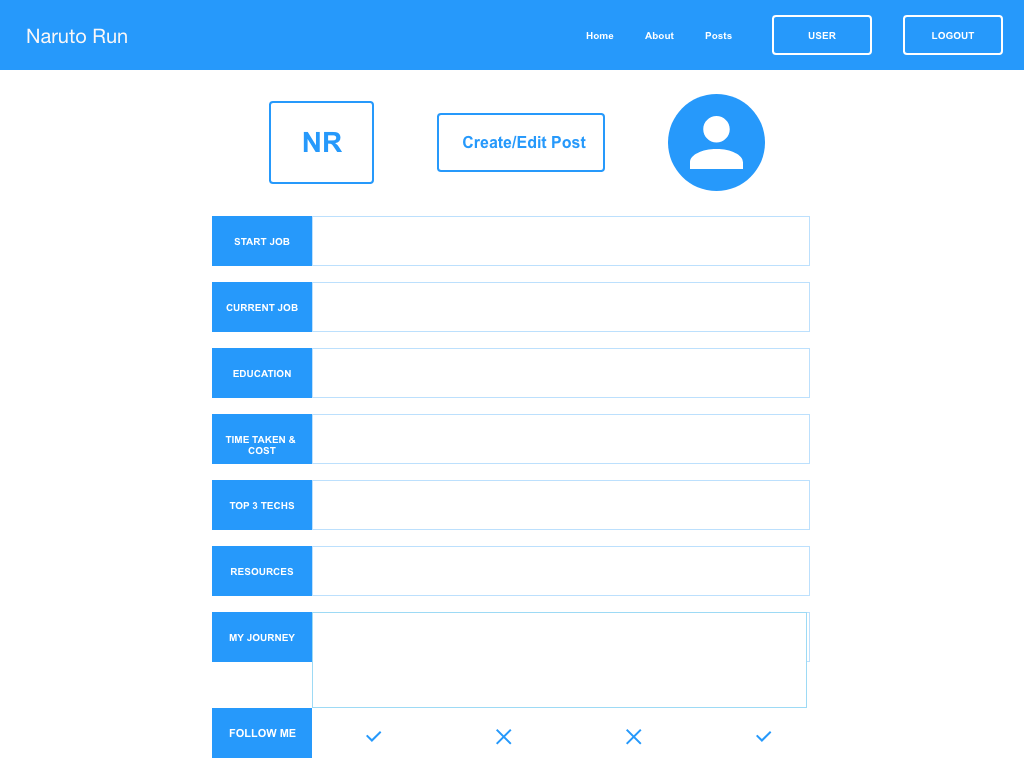 Naruto Run
Home
About
Posts
USER
LOGOUT
NR
Create/Edit Post
START JOB
CURRENT JOB
EDUCATION
TIME TAKEN &
COST
TOP 3 TECHS
RESOURCES
MY JOURNEY
FOLLOW ME